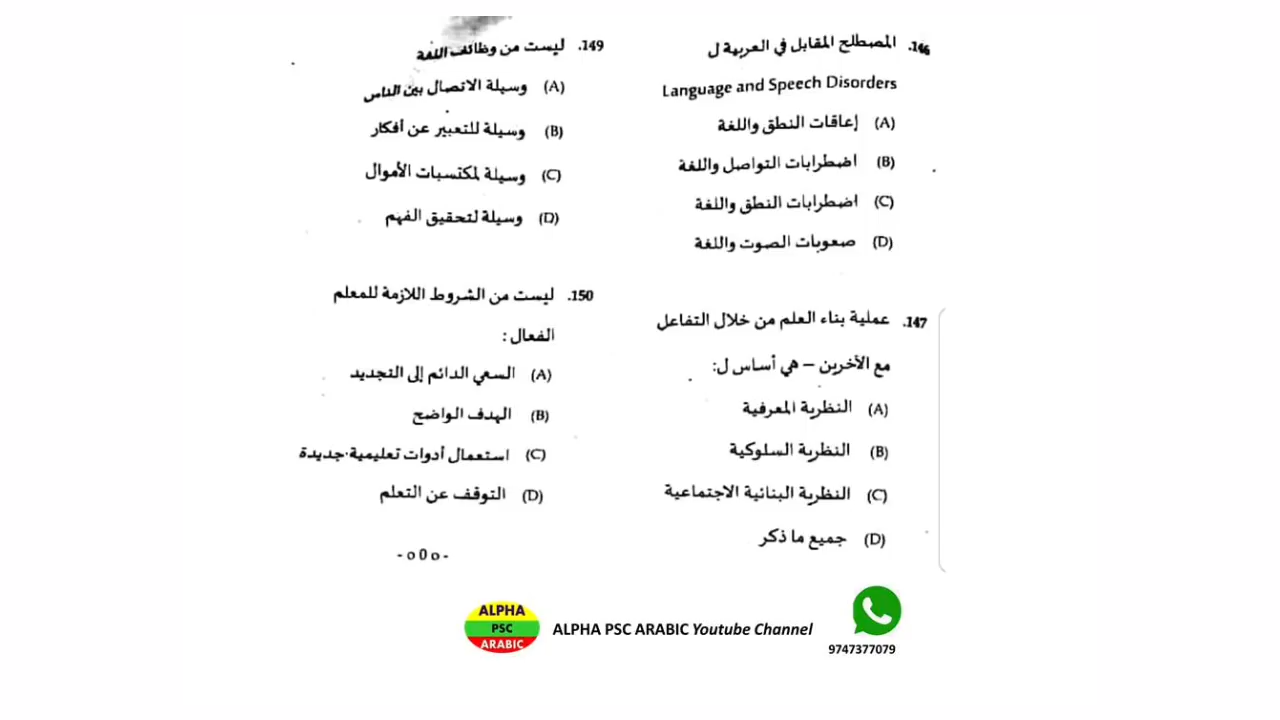 146. المصطلح المقابل في العربية ل
Language and Speech Disorders
(A) إعاقات النطق واللغة
(B) اضطرابات التواصل واللغة
(C) اضطرابات النطق واللغة
(D) صعوبات الصوت واللغة
147. عملية بناء العلم من خلال التفاعل
مع الأخرين – هي أساس ل:
(A) النظرية المعرفية
(B) النظرية السلوكية
(C) النظرية البنائية الاجتماعية
(D) جميع ما ذكر
149. ليست من وظائف اللغة
(A) وسيلة الاتصال بين الناس
(B) وسيلة للتعبير عن أفكار
(C) وسيلة لمكتسبات الأموال
(D) وسيلة لتحقيق الفهم
150. ليست من الشروط اللازمة للمعلم
الفعال :
(A) السعي الدائم إلى التجديد
(B) الهدف الواضح
(C) استعمال أدوات تعليمية جديدة
(D) التوقف عن التعلم
- o 0 o -
ALPHA
PSC
ARABIC
ALPHA PSC ARABIC Youtube Channel
9747377079